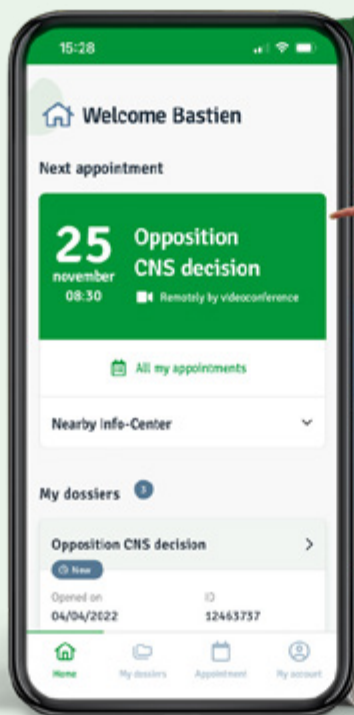 15:28
Welcome Bastien
Next appointment
25
november
08:30
Opposition
CNS decision
Remotely by videoconference
All my appointments
Nearby Info-Center
My dossiers 3
Opposition CNS decision
New
Opened on
04/04/2022
ID
12463737
Home
My dossiers
Appointment
My account